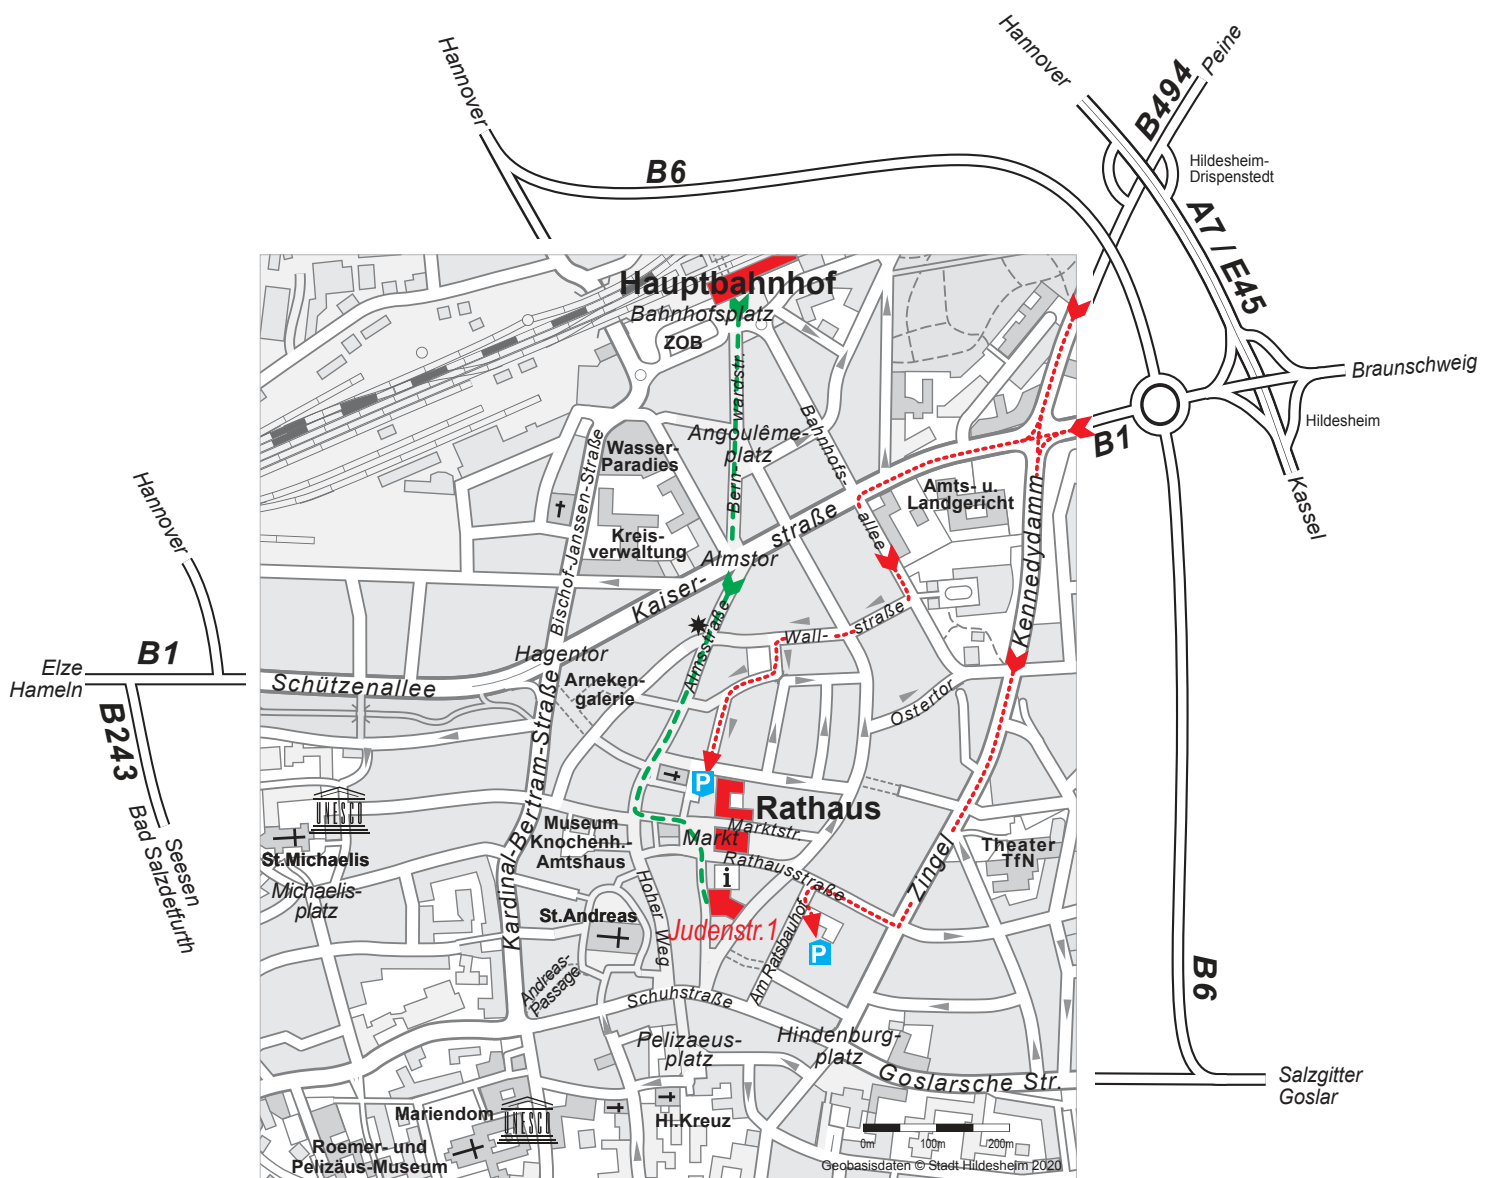 Hannover
Hannover
B494
Peine
B6
Hildesheim-
Drispenstedt
A7 / E45
Hauptbahnhof
Bahnhofsplatz
ZOB
Braunschweig
Hildesheim
B1
Kassel
Bern-
wardstr.
Angoulême-
platz
Bahnhofs-
allee
Wasser-
Paradies
Bischof-Janssen-Straße
Kreis-
verwaltung
Amts- u.
Landgericht
Kennedydamm
Kaiser-
straße
Almstor
Almsstraße
Wall-
straße
Hannover
B1
Elze
Hameln
Schützenallee
Hagentor
Arneken-
galerie
Ostertor
B243
Seesen
Bad Salzdetfurth
Kardinal-Bertram-Straße
P
Rathaus
Marktstr.
Markt
Rathausstraße
i
Museum
Knochenh.-
Amtshaus
UNESCO
St.Michaelis
Michaelis-
platz
Theater
TfN
Zingel
Hoher Weg
St.Andreas
Judenstr.1
Am Ratsbauhof
P
Andreas-
Passage
Schuhstraße
B6
Pelizaeus-
platz
Hindenburg-
platz
Goslarsche Str.
Salzgitter
Goslar
Mariendom
UNESCO
Hl.Kreuz
Roemer- und
Pelizäus-Museum
0m 100m 200m
Geobasisdaten © Stadt Hildesheim 2020